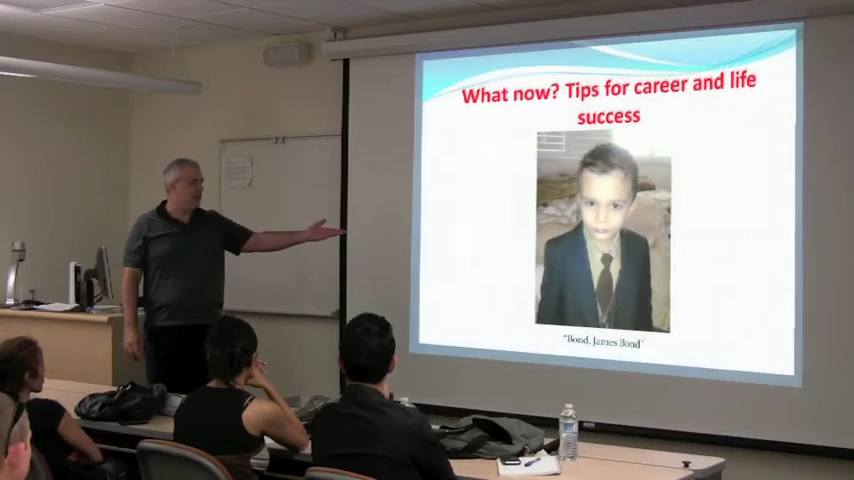 What now? Tips for career and life
success
“Bond, James Bond”